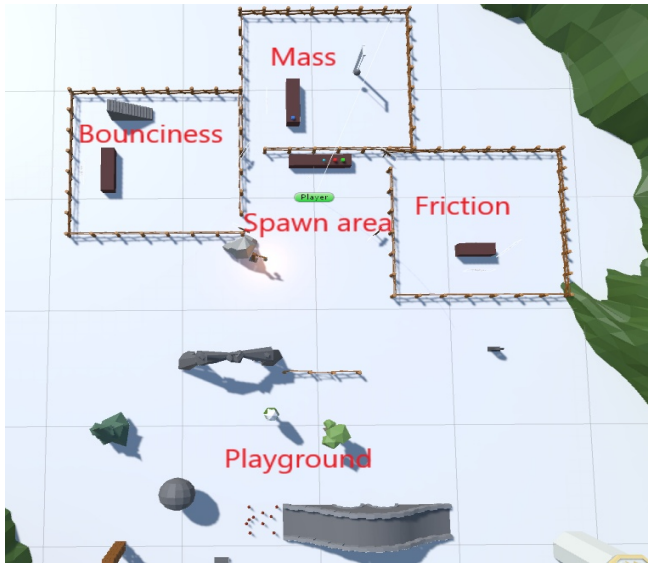 Mass
Bounciness
Player
Friction
Spawn area
Playground